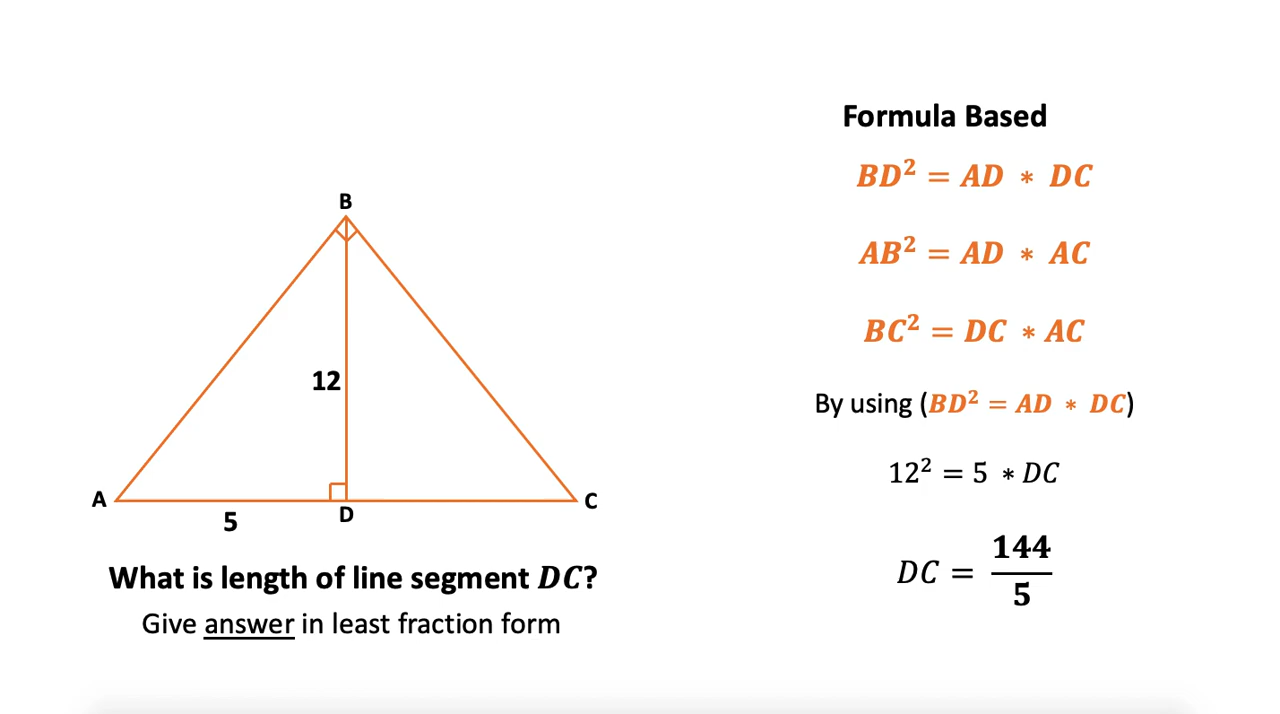 B
12
A
C
5
D
What is length of line segment DC?
Give answer in least fraction form
Formula Based
BD² = AD * DC
AB² = AD * AC
BC² = DC * AC
By using (BD² = AD * DC)
12² = 5 * DC
DC = 144/5